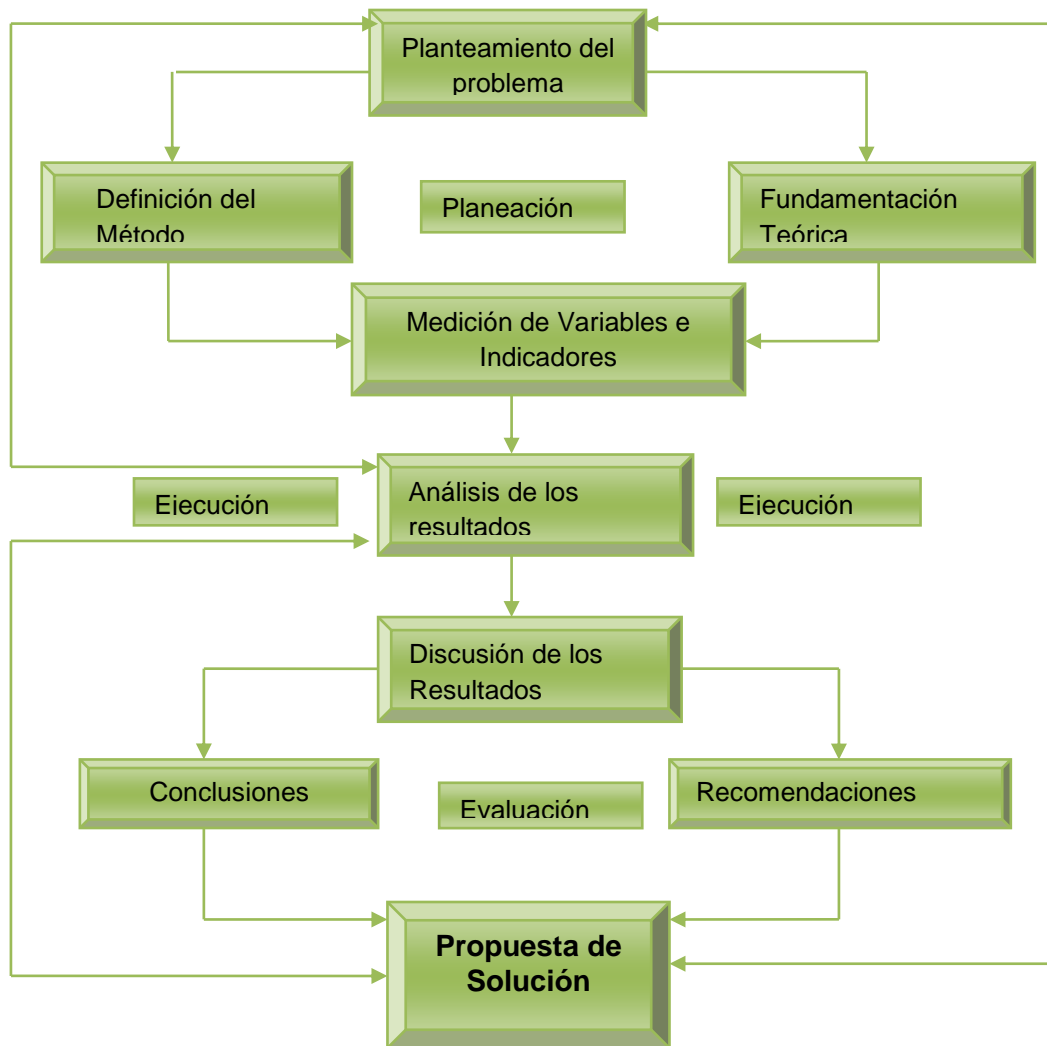 Planteamiento del
problema
Definición del
Método
Planeación
Fundamentación
Teórica
Medición de Variables e
Indicadores
Ejecución
Análisis de los
resultados
Ejecución
Discusión de los
Resultados
Conclusiones
Evaluación
Recomendaciones
Propuesta de
Solución